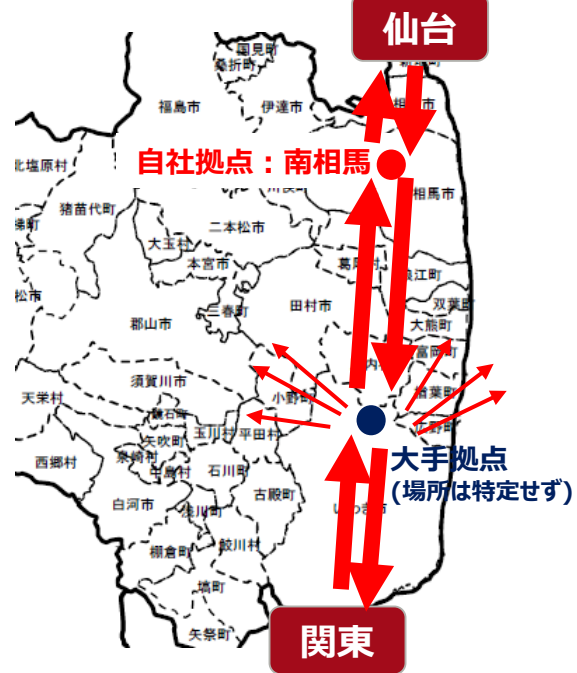 仙台
国見町
桑折町
福島市
伊達市
自社拠点：南相馬
北塩原村
相馬市
猪苗代町
二本松市
大玉村
本宮市
葛尾村
浪江町
双葉町
大熊町
田村市
三春町
郡山市
富岡町
楢葉町
広野町
須賀川市
小野町
天栄村
鏡石町
矢吹町
玉川村
平田村
泉崎村
中島村
石川町
西郷村
大手拠点
(場所は特定せず)
白河市
古殿町
いわき市
浅川町
棚倉町
鮫川村
塙町
矢祭町
関東